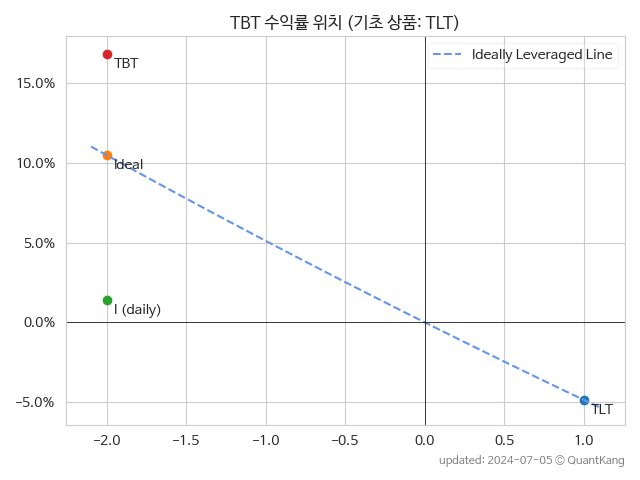 TBT 수익률 위치 (기초 상품: TLT)
Ideally Leveraged Line
TBT
15.0%
Ideal
10.0%
5.0%
I (daily)
0.0%
−5.0%
TLT
−2.0 −1.5 −1.0 −0.5 0.0 0.5 1.0
updated: 2024-07-05 © QuantKang